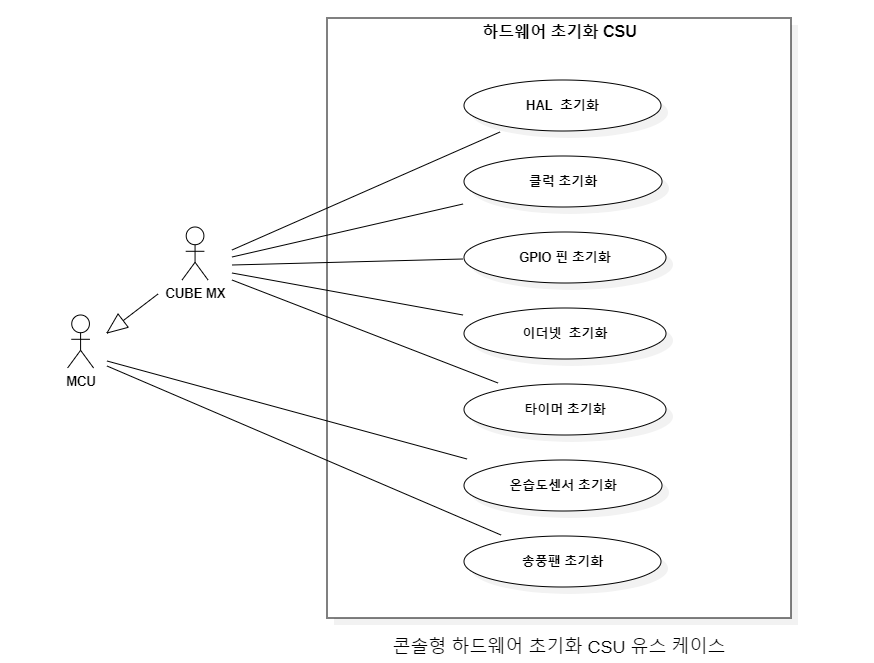 하드웨어 초기화 CSU
HAL 초기화
클럭 초기화
GPIO 핀 초기화
CUBE MX
이더넷 초기화
MCU
타이머 초기화
온습도센서 초기화
송풍팬 초기화
콘솔형 하드웨어 초기화 CSU 유스 케이스